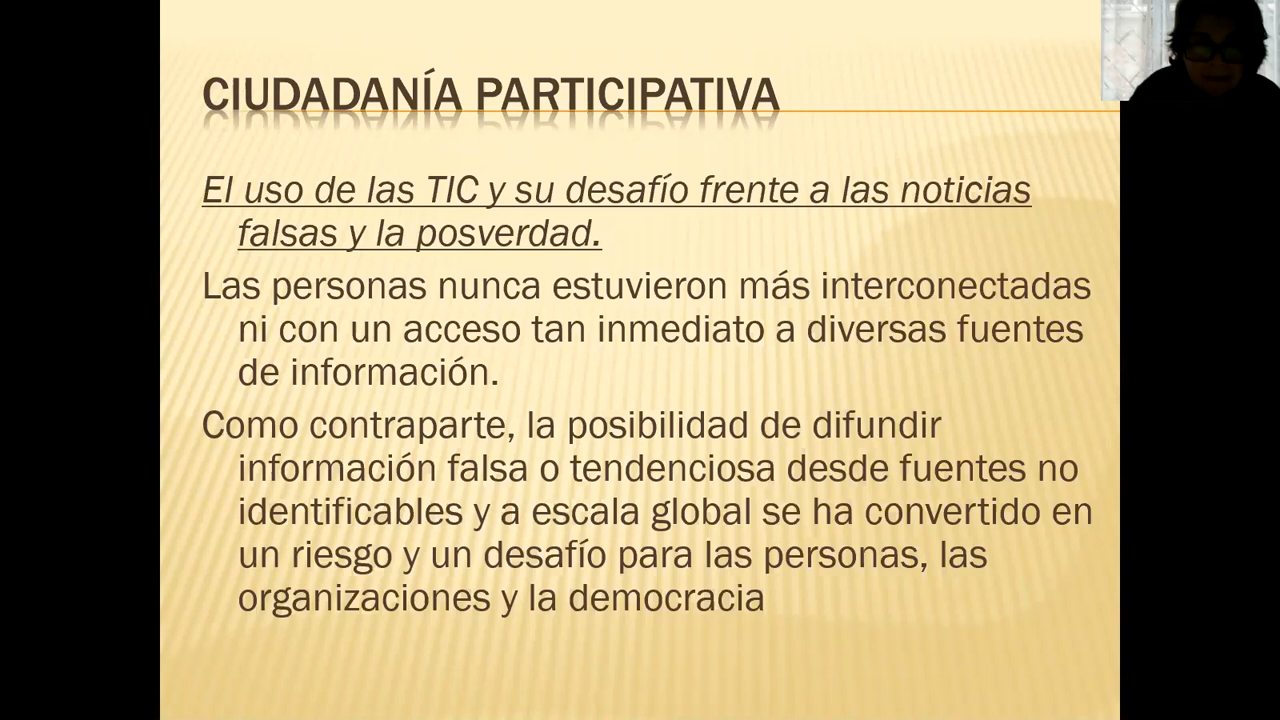 CIUDADANÍA PARTICIPATIVA
El uso de las TIC y su desafío frente a las noticias
falsas y la posverdad.
Las personas nunca estuvieron más interconectadas
ni con un acceso tan inmediato a diversas fuentes
de información.
Como contraparte, la posibilidad de difundir
información falsa o tendenciosa desde fuentes no
identificables y a escala global se ha convertido en
un riesgo y un desafío para las personas, las
organizaciones y la democracia